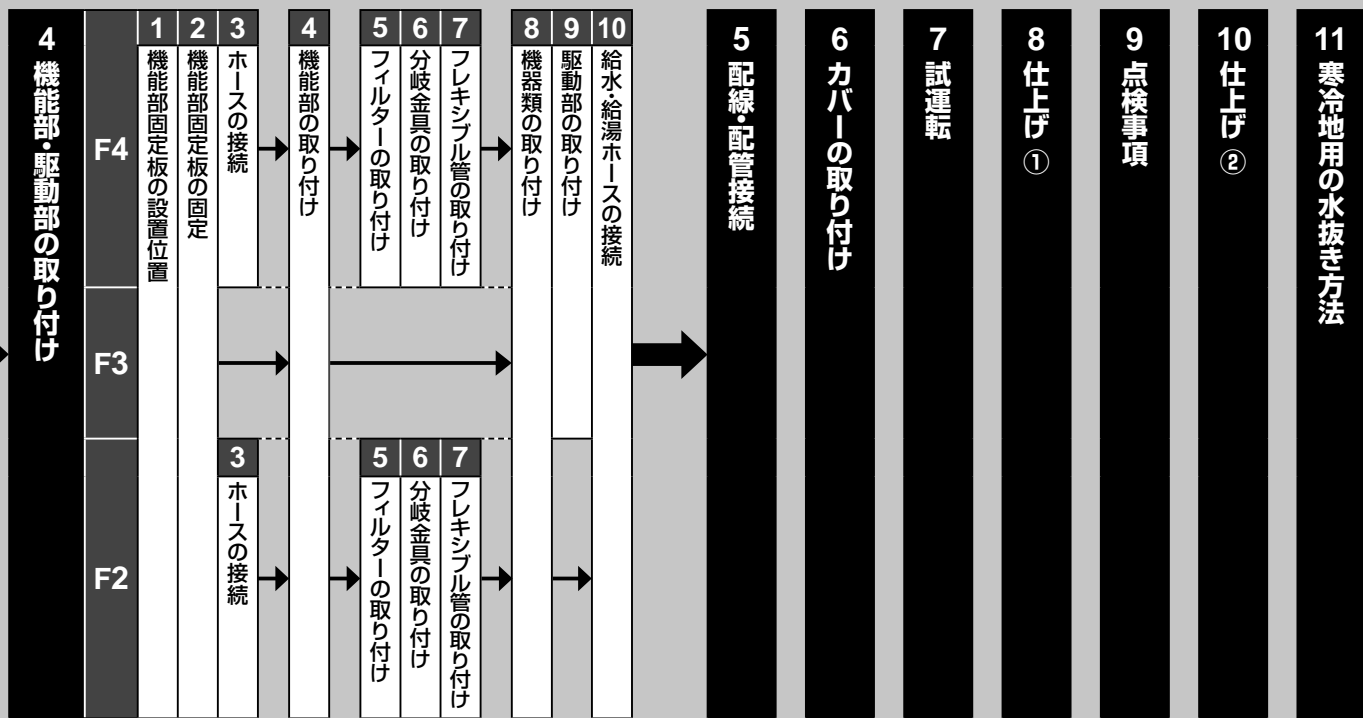 4 機能部・駆動部の取り付け
F4
F3
F2
1 機能部固定板の設置位置
2 機能部固定板の固定
3 ホースの接続
4 機能部の取り付け
5 フィルターの取り付け
6 分岐金具の取り付け
7 フレキシブル管の取り付け
8 機器類の取り付け
9 駆動部の取り付け
10 給水・給湯ホースの接続
3 ホースの接続
5 フィルターの取り付け
6 分岐金具の取り付け
7 フレキシブル管の取り付け
5 配線・配管接続
6 カバーの取り付け
7 試運転
8 仕上げ①
9 点検事項
10 仕上げ②
11 寒冷地用の水抜き方法